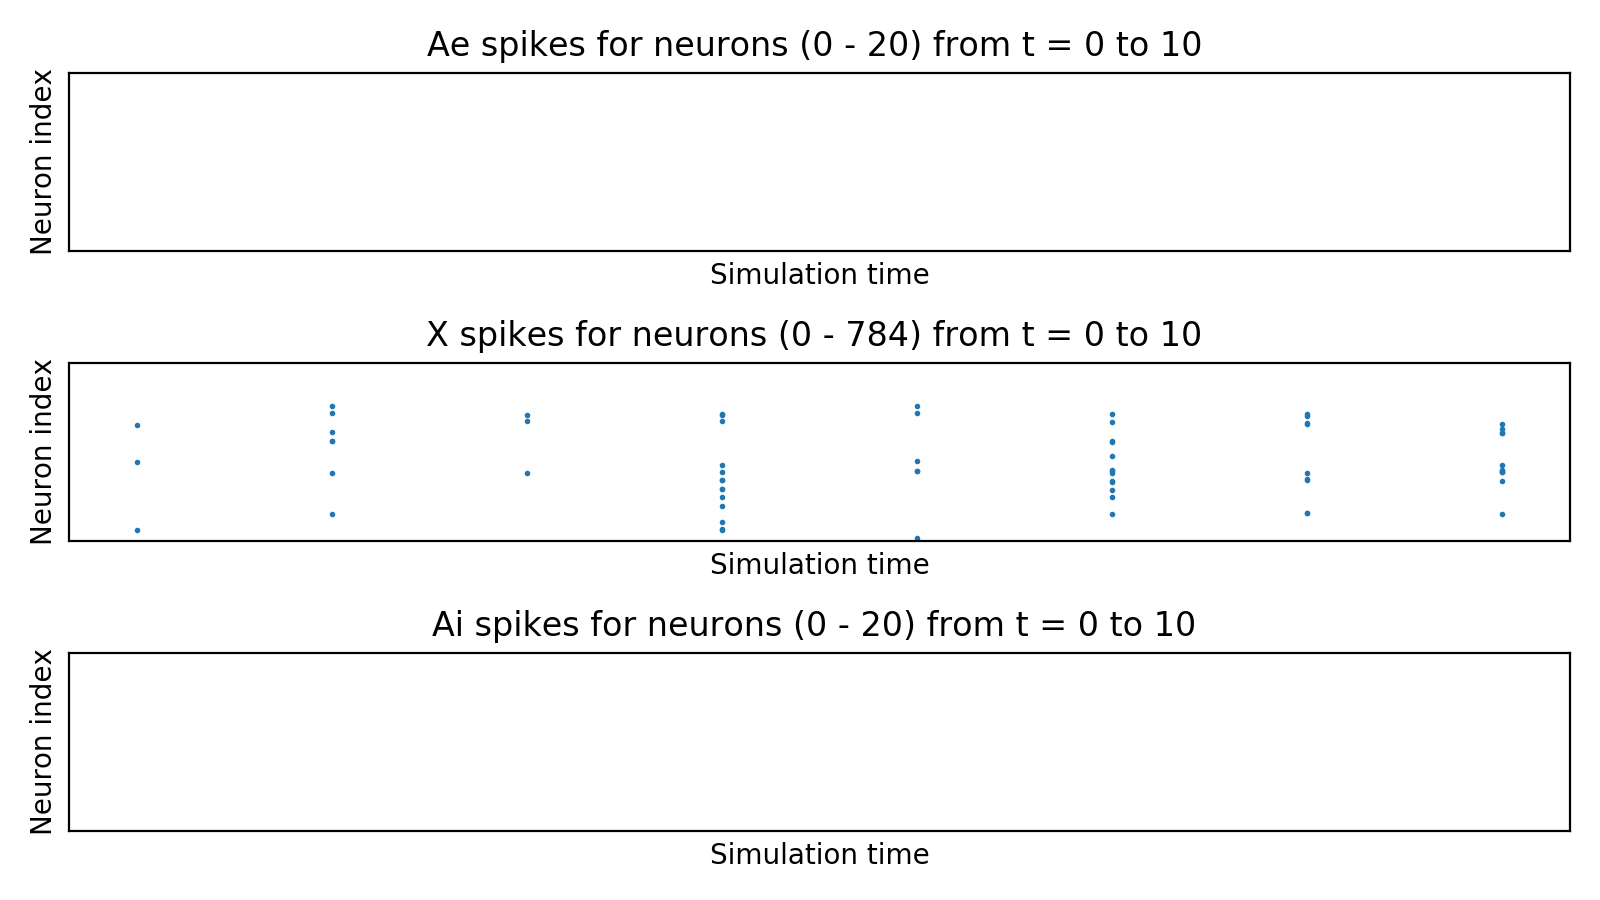 Ae spikes for neurons (0 - 20) from t = 0 to 10
Neuron index
Simulation time
X spikes for neurons (0 - 784) from t = 0 to 10
Neuron index
Simulation time
Ai spikes for neurons (0 - 20) from t = 0 to 10
Neuron index
Simulation time